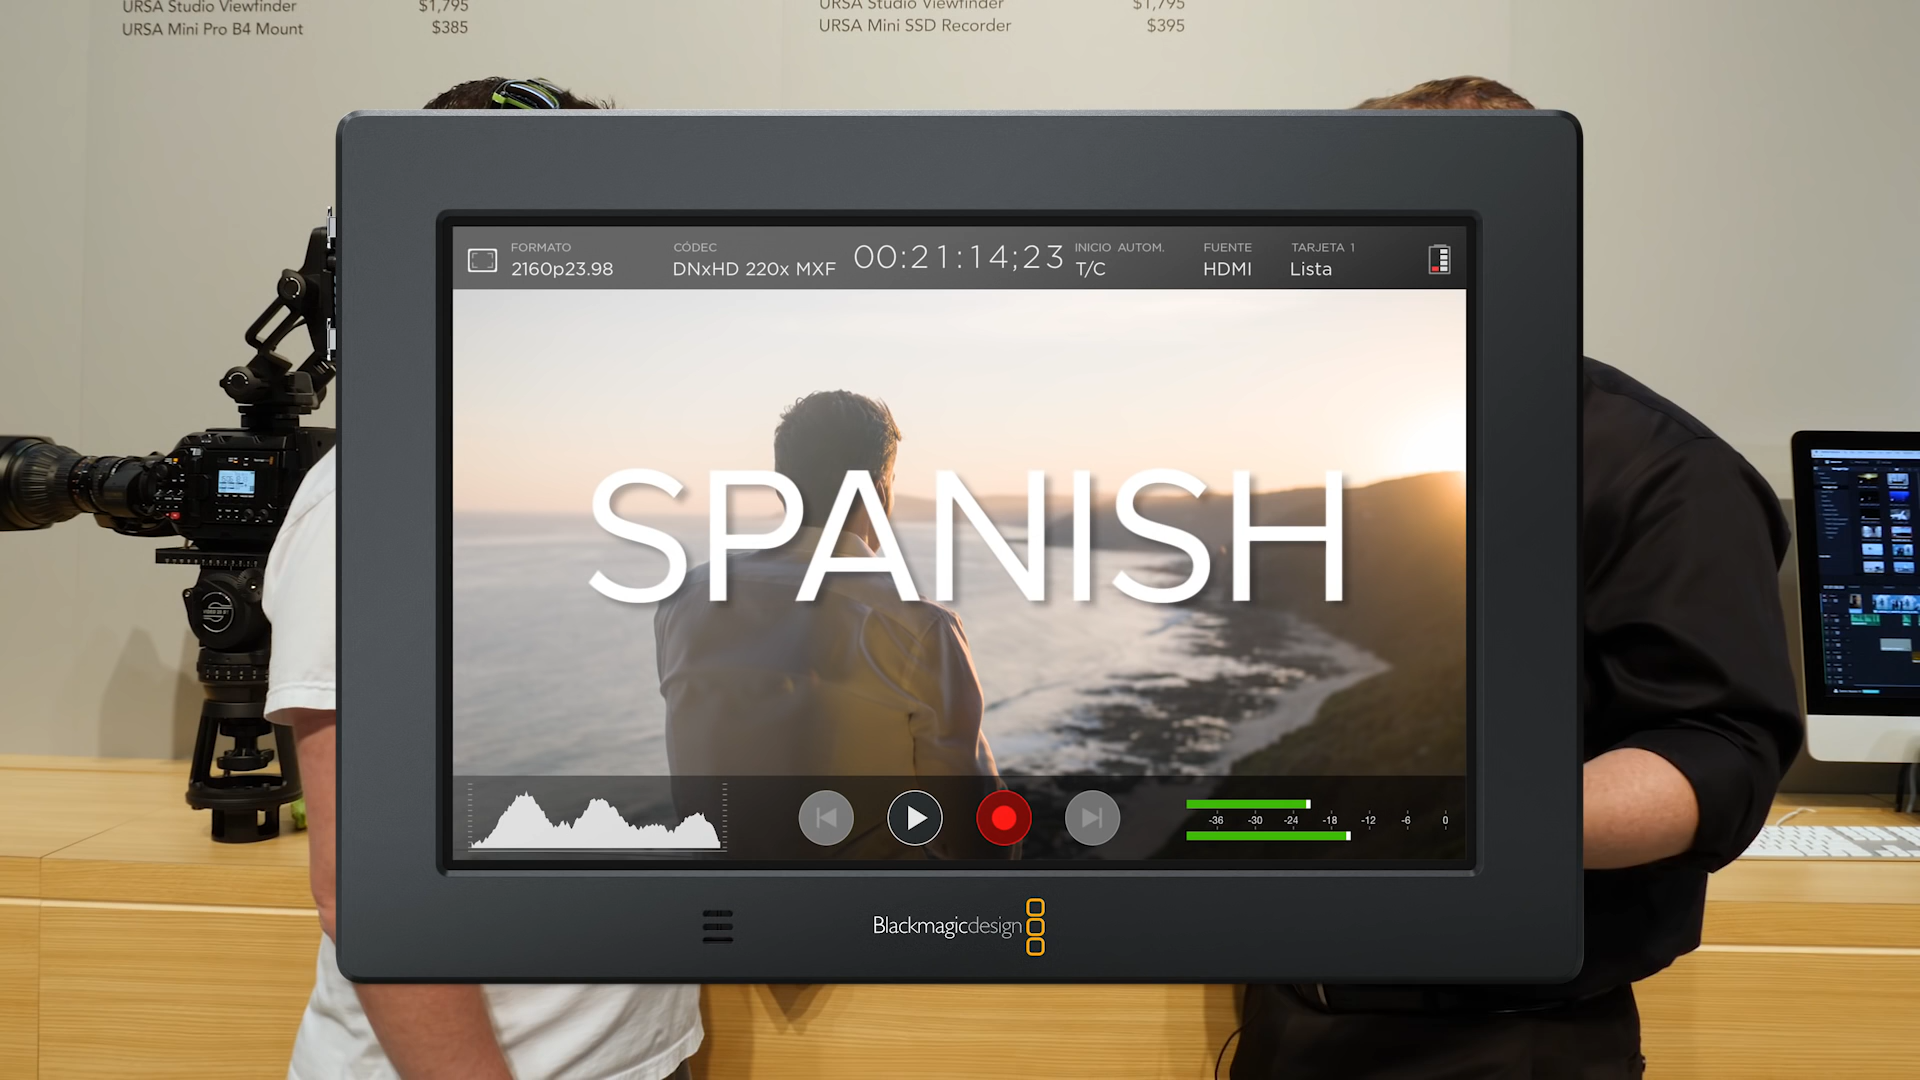 URSA Studio Viewfinder $1,795
URSA Mini Pro B4 Mount $385
URSA Studio Viewfinder $1,795
URSA Mini SSD Recorder $395
FORMATO
2160p23.98
CÓDEC
DNxHD 220x MXF
00:21:14;23
INICIO AUTOM.
T/C
FUENTE
HDMI
TARJETA 1
Lista
SPANISH
-36 -30 -24 -18 -12 -6 0
Blackmagicdesign